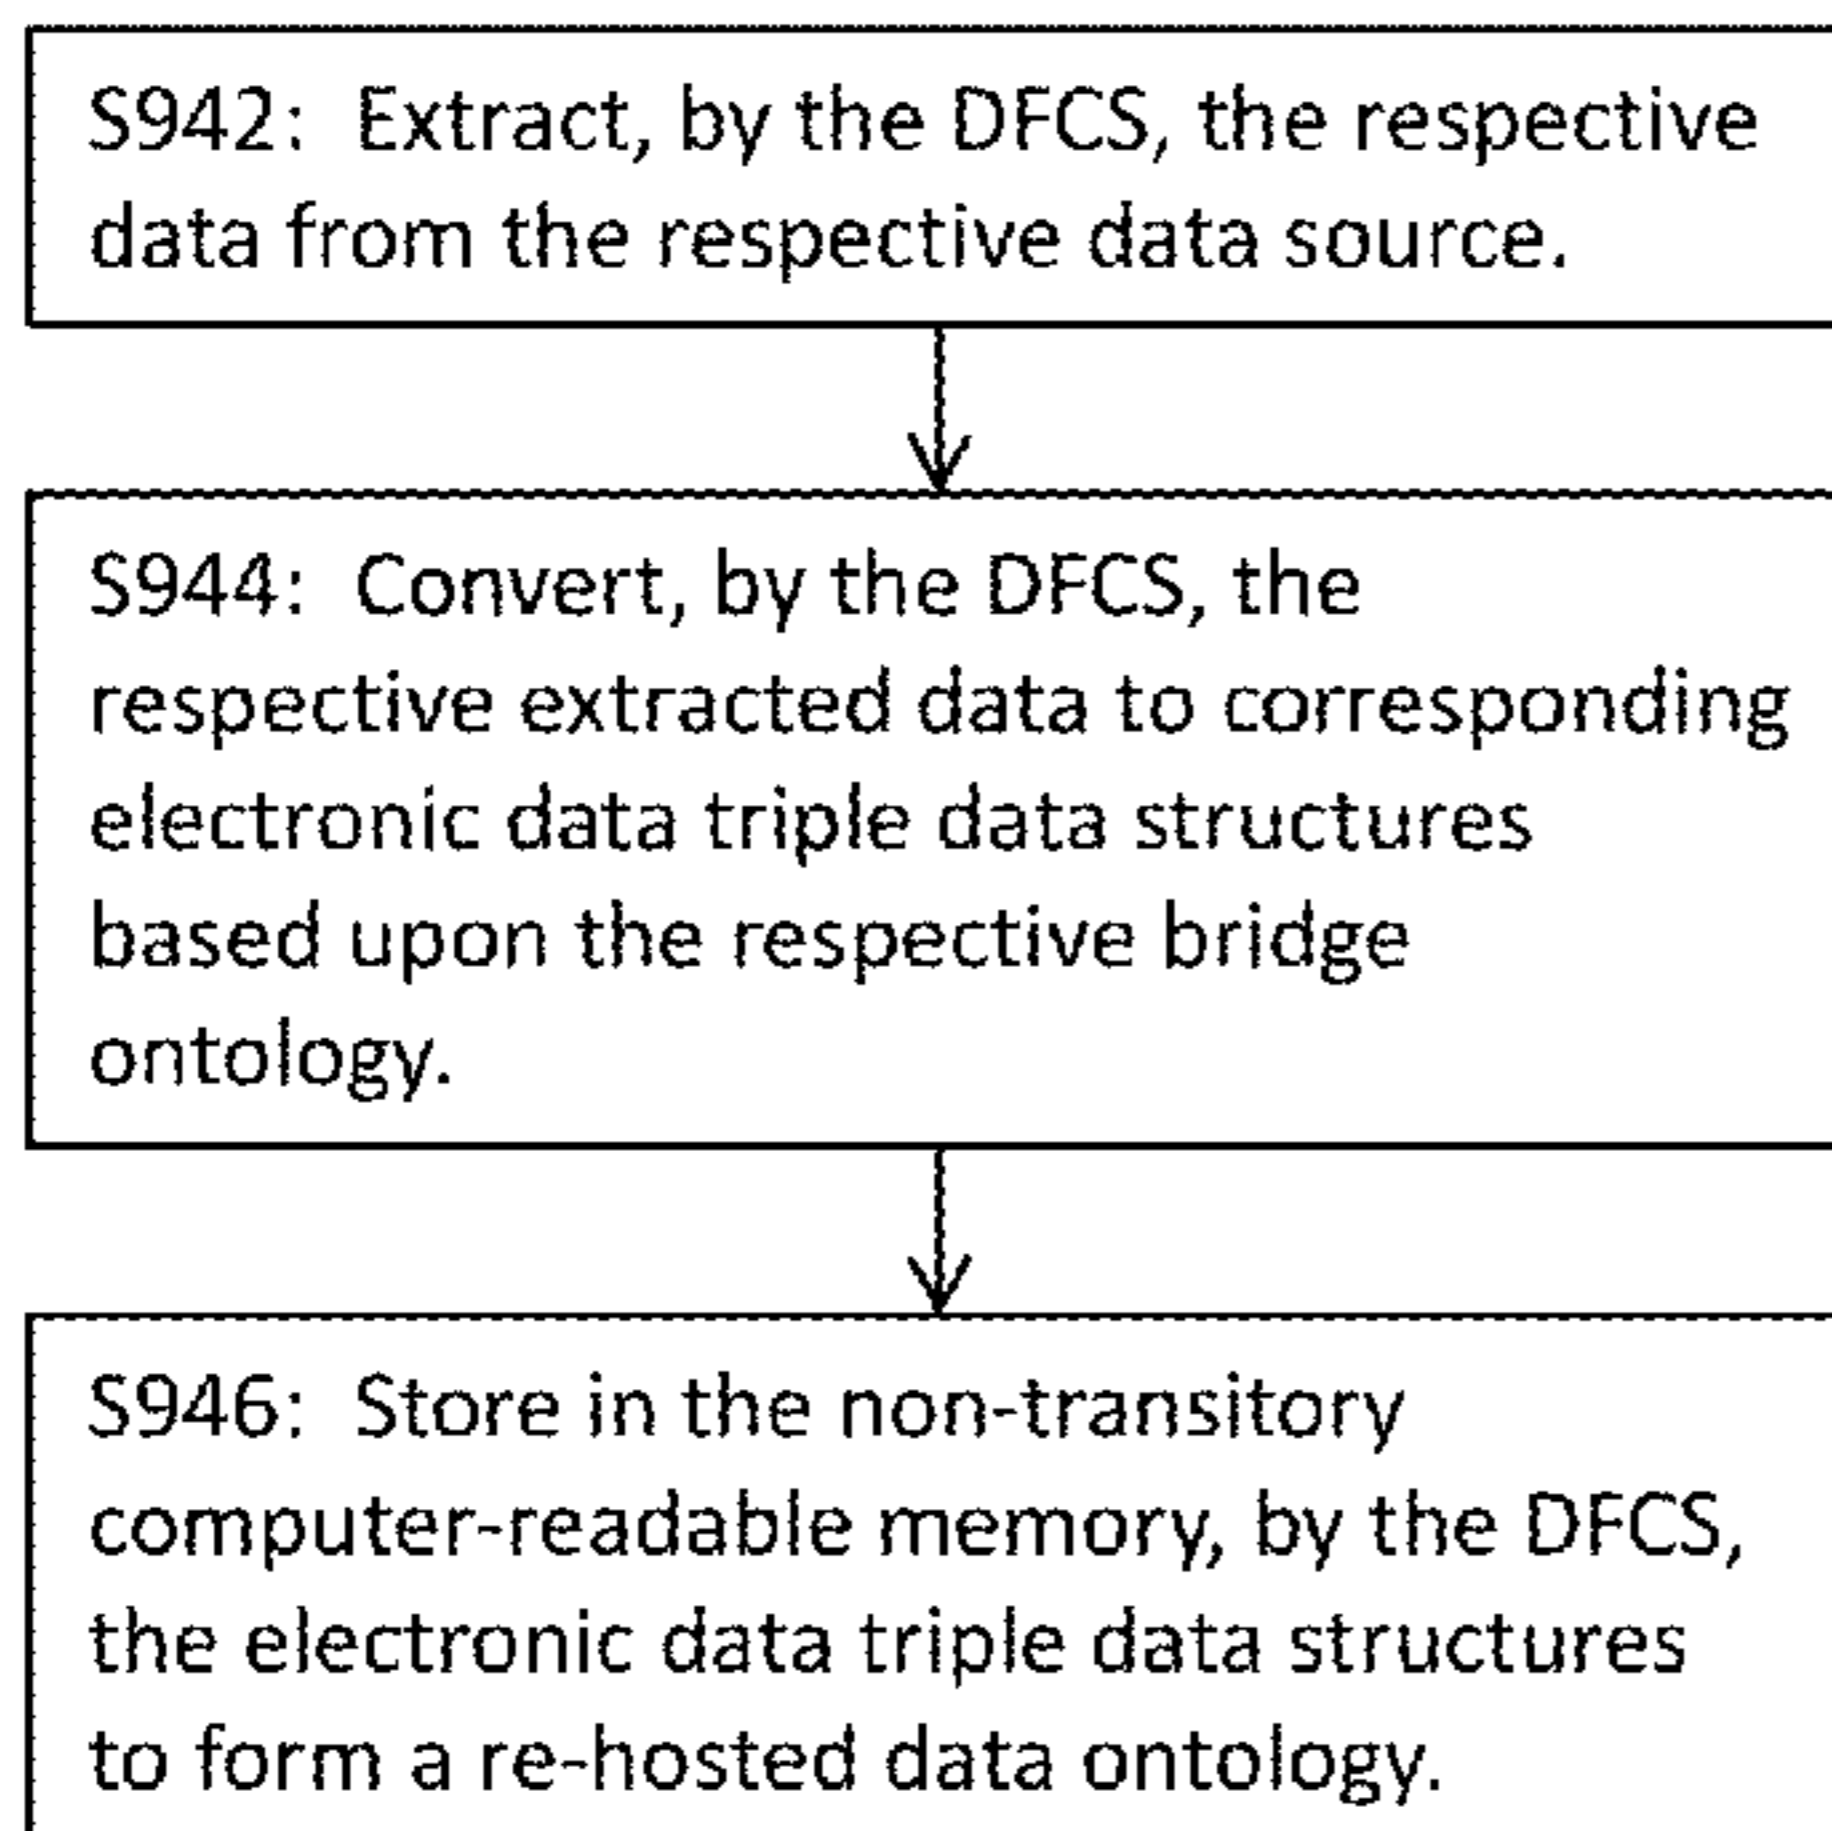 S942:  Extract, by the DFCS, the respective
data from the respective data source.
S944:  Convert, by the DFCS, the
respective extracted data to corresponding
electronic data triple data structures
based upon the respective bridge
ontology.
S946:  Store in the non-transitory
computer-readable memory, by the DFCS,
the electronic data triple data structures
to form a re-hosted data ontology.